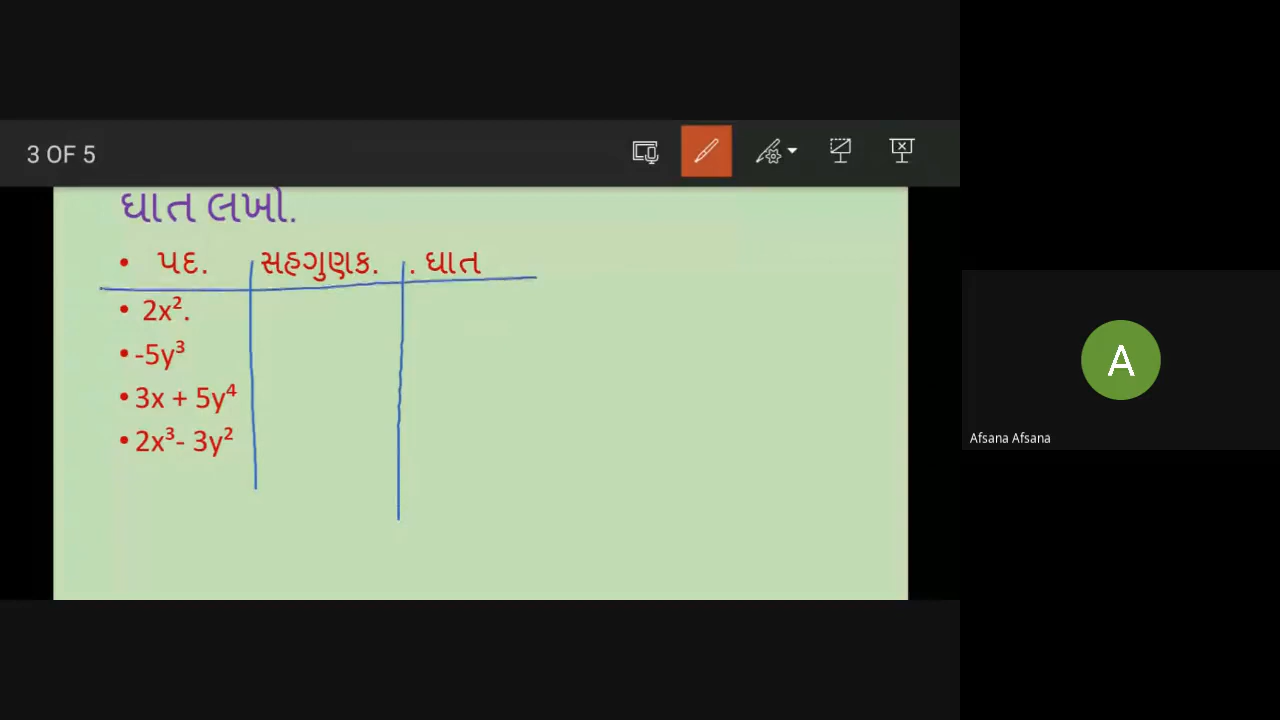 3 OF 5
ઘાત લખો.
• પદ. સહગુણક. . ઘાત
• 2x².
• -5y³
• 3x + 5y⁴
• 2x³- 3y²
A
Afsana Afsana